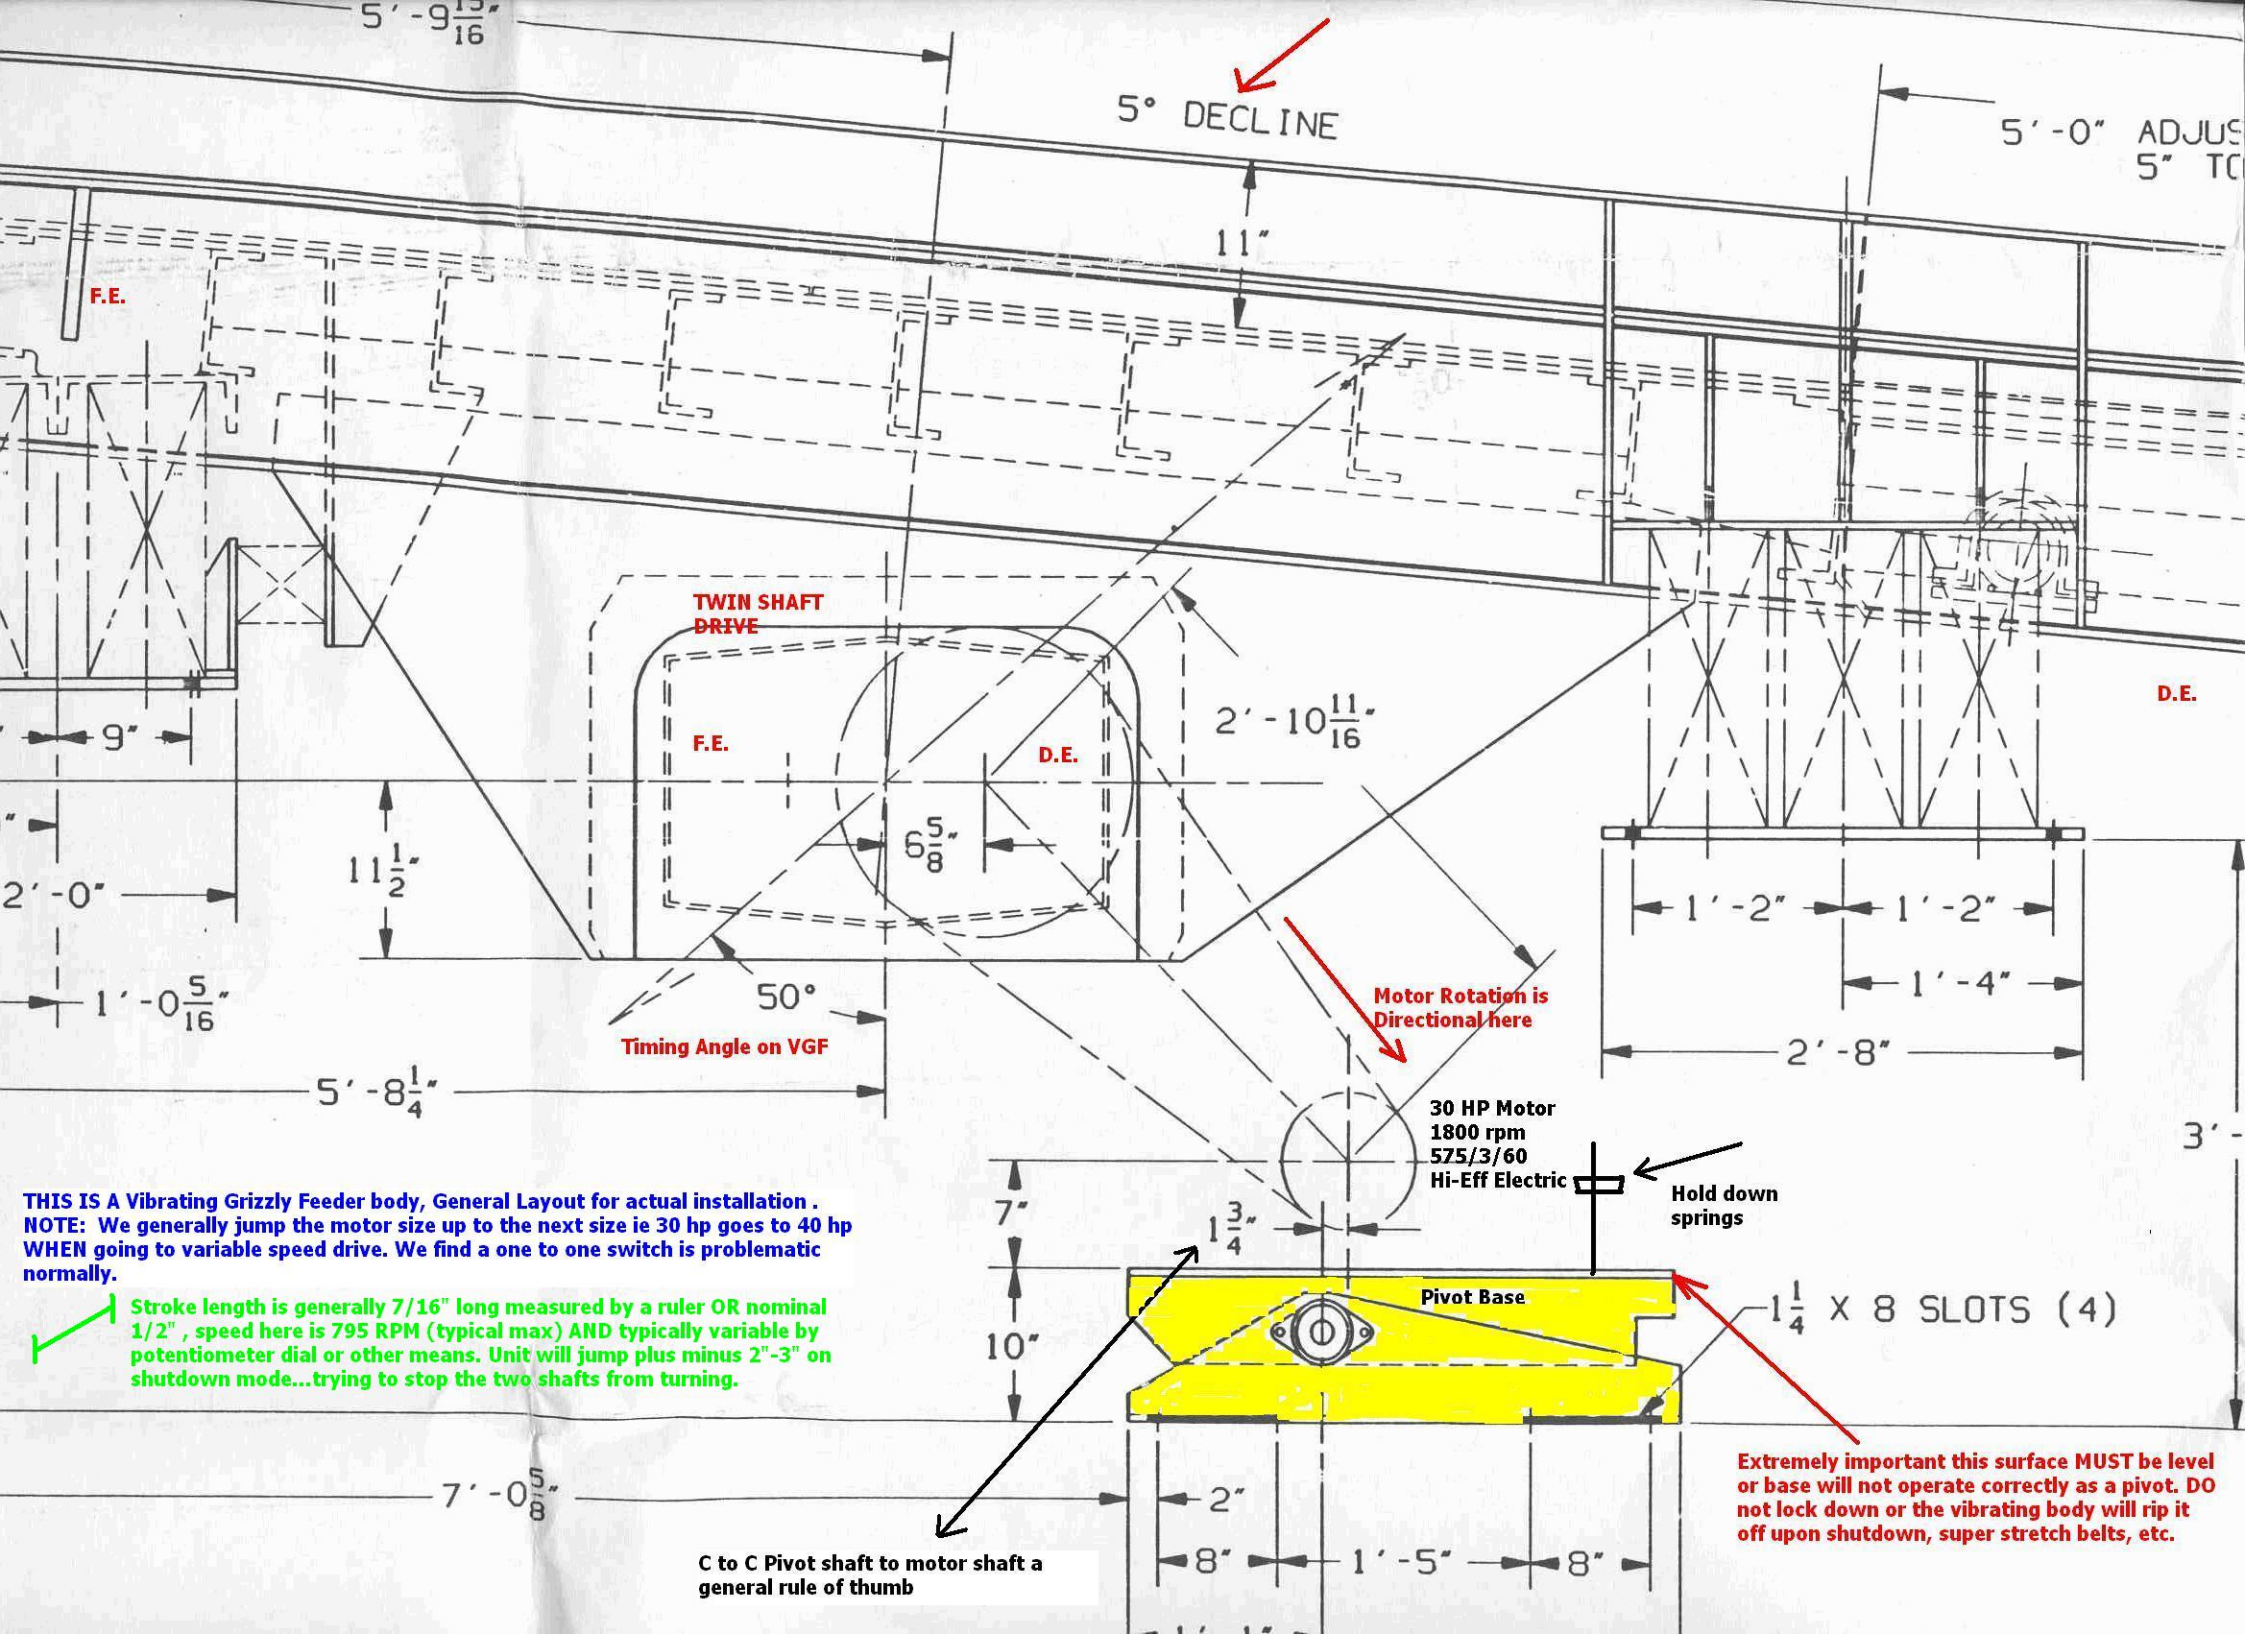 5'-9 15/16"
5° DECLINE
5'-0" ADJUS
5" TO
11"
F.E.
TWIN SHAFT
DRIVE
2'-10 11/16"
D.E.
F.E.
D.E.
9"
6 5/8"
11 1/2"
2'-0"
1'-2"
1'-2"
1'-4"
1'-0 5/16"
50°
Motor Rotation is
Directional here
Timing Angle on VGF
2'-8"
5'-8 1/4"
30 HP Motor
1800 rpm
575/3/60
Hi-Eff Electric
3'-
Hold down
springs
THIS IS A Vibrating Grizzly Feeder body, General Layout for actual installation .
NOTE:  We generally jump the motor size up to the next size ie 30 hp goes to 40 hp
WHEN going to variable speed drive. We find a one to one switch is problematic
normally.
7"
1 3/4"
Stroke length is generally 7/16" long measured by a ruler OR nominal
1/2" , speed here is 795 RPM (typical max) AND typically variable by
potentiometer dial or other means. Unit will jump plus minus 2"-3" on
shutdown mode...trying to stop the two shafts from turning.
Pivot Base
10"
1 1/4 X 8 SLOTS (4)
Extremely important this surface MUST be level
or base will not operate correctly as a pivot. DO
not lock down or the vibrating body will rip it
off upon shutdown, super stretch belts, etc.
7'-0 5/8"
2"
8"
1'-5"
8"
C to C Pivot shaft to motor shaft a
general rule of thumb